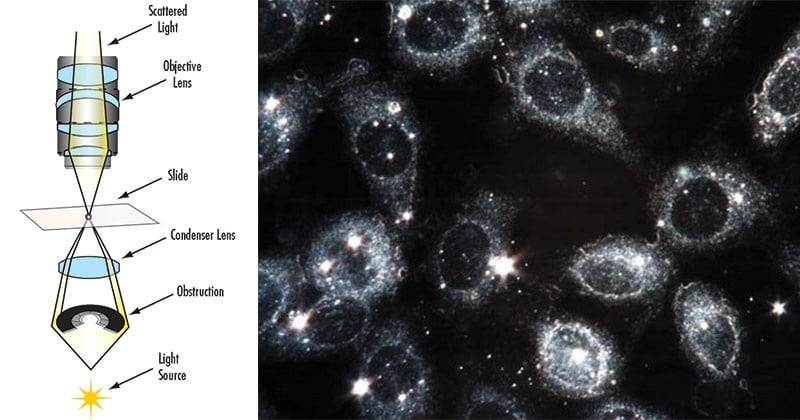 Scattered
Light
Objective
Lens
Slide
Condenser Lens
Obstruction
Light
Source